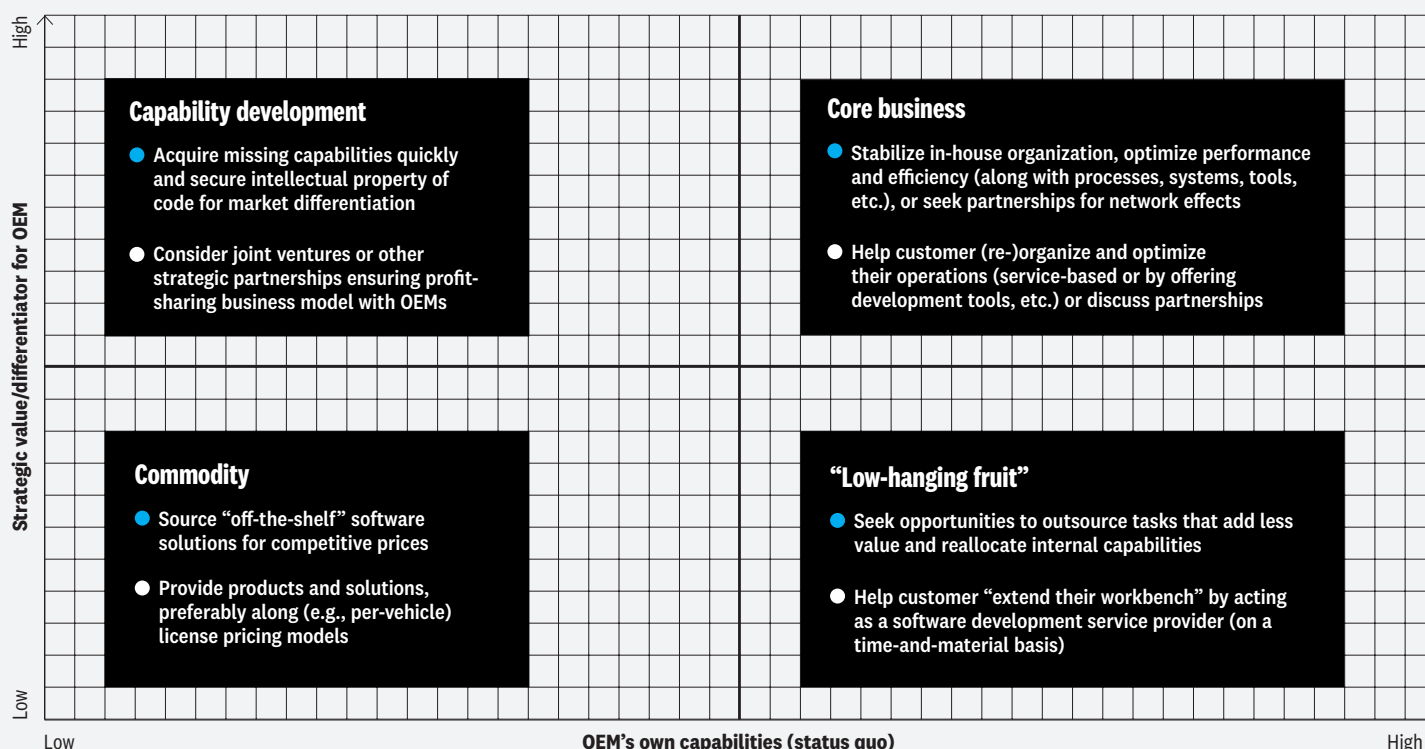 High
Strategic value/differentiator for OEM
Low
Capability development
Acquire missing capabilities quickly
and secure intellectual property of
code for market differentiation
Consider joint ventures or other
strategic partnerships ensuring profit-
sharing business model with OEMs
Core business
Stabilize in-house organization, optimize performance
and efficiency (along with processes, systems, tools,
etc.), or seek partnerships for network effects
Help customer (re-)organize and optimize
their operations (service-based or by offering
development tools, etc.) or discuss partnerships
Commodity
Source “off-the-shelf” software
solutions for competitive prices
Provide products and solutions,
preferably along (e.g., per-vehicle)
license pricing models
“Low-hanging fruit”
Seek opportunities to outsource tasks that add less
value and reallocate internal capabilities
Help customer “extend their workbench” by acting
as a software development service provider (on a
time-and-material basis)
Low
OEM’s own capabilities (status quo)
High